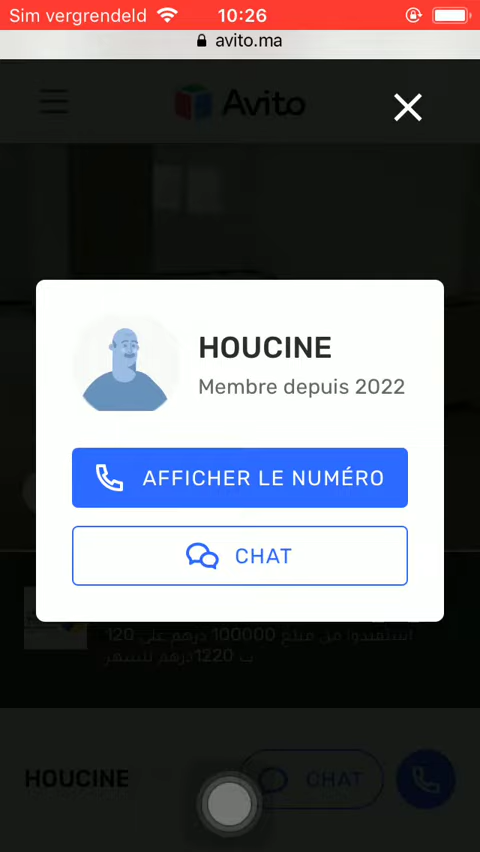 Sim vergrendeld
10:26
avito.ma
Avito
HOUCINE
Membre depuis 2022
AFFICHER LE NUMÉRO
CHAT
استفيدوا من مبلغ 100000 درهم على 120
ب 1220 درهم للشهر
HOUCINE
CHAT